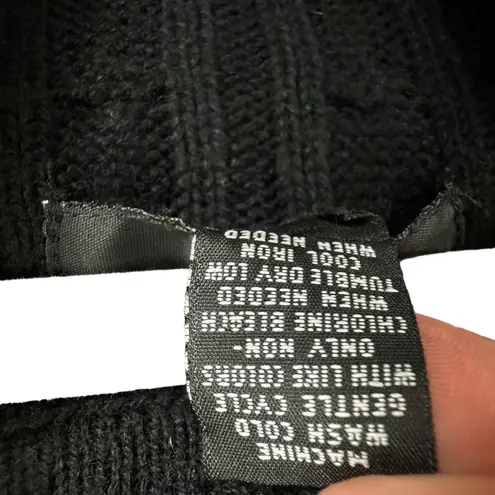 MACHINE
WASH COLD
GENTLE CYCLE
WITH LIKE COLORS
ONLY NON-
CHLORINE BLEACH
WHEN NEEDED
TUMBLE DRY LOW
COOL IRON
WHEN NEEDED